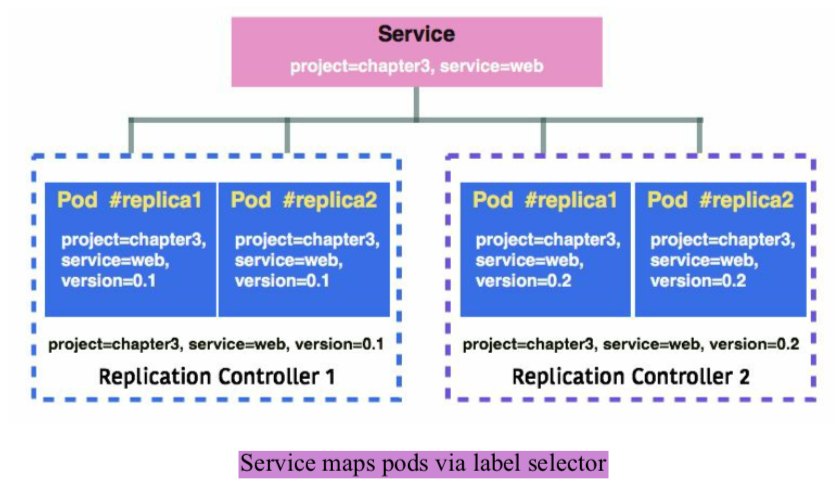 Service
project=chapter3, service=web
Pod #replica1
project=chapter3,
service=web,
version=0.1
Pod #replica2
project=chapter3,
service=web,
version=0.1
project=chapter3, service=web, version=0.1
Replication Controller 1
Pod #replica1
project=chapter3,
service=web,
version=0.2
Pod #replica2
project=chapter3,
service=web,
version=0.2
project=chapter3, service=web, version=0.2
Replication Controller 2
Service maps pods via label selector